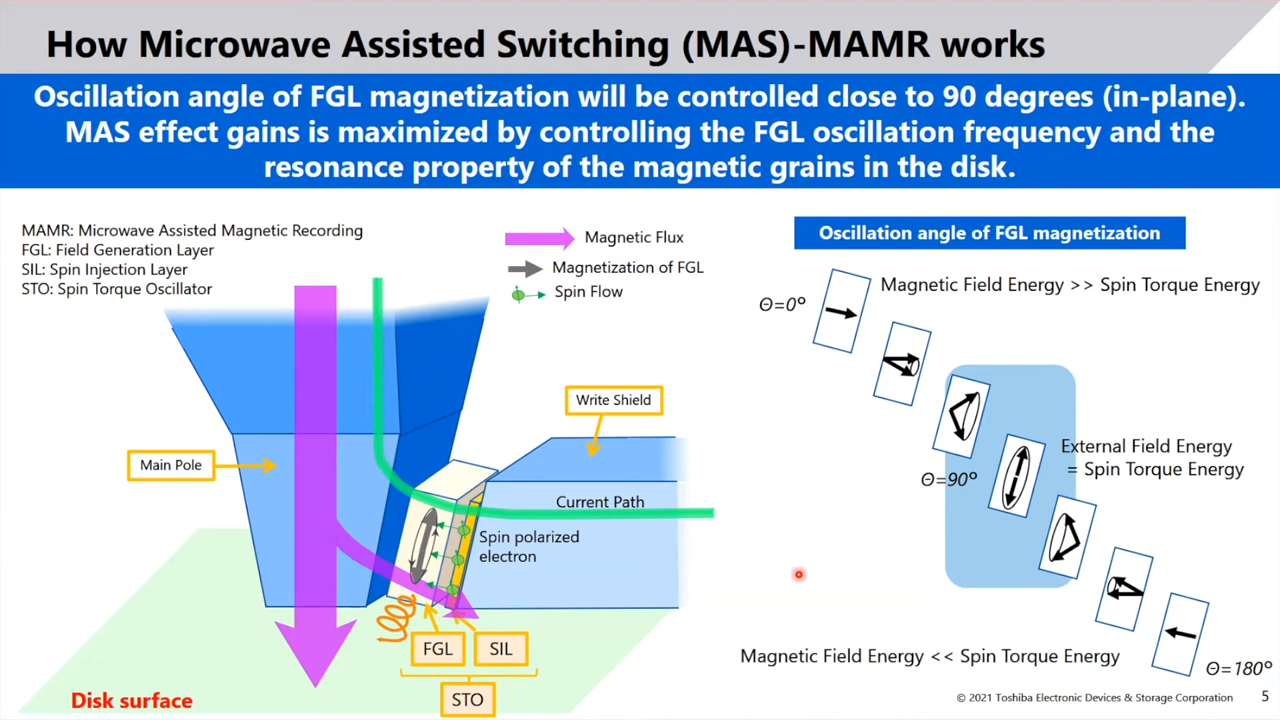 How Microwave Assisted Switching (MAS)-MAMR works
Oscillation angle of FGL magnetization will be controlled close to 90 degrees (in-plane).
MAS effect gains is maximized by controlling the FGL oscillation frequency and the
resonance property of the magnetic grains in the disk.
MAMR: Microwave Assisted Magnetic Recording
FGL: Field Generation Layer
SIL: Spin Injection Layer
STO: Spin Torque Oscillator
Magnetic Flux
Magnetization of FGL
Spin Flow
Write Shield
Main Pole
Current Path
Spin polarized
electron
FGL
SIL
STO
Disk surface
Oscillation angle of FGL magnetization
Magnetic Field Energy >> Spin Torque Energy
Θ=0°
External Field Energy
= Spin Torque Energy
Θ=90°
Magnetic Field Energy << Spin Torque Energy
Θ=180°
© 2021 Toshiba Electronic Devices & Storage Corporation
5